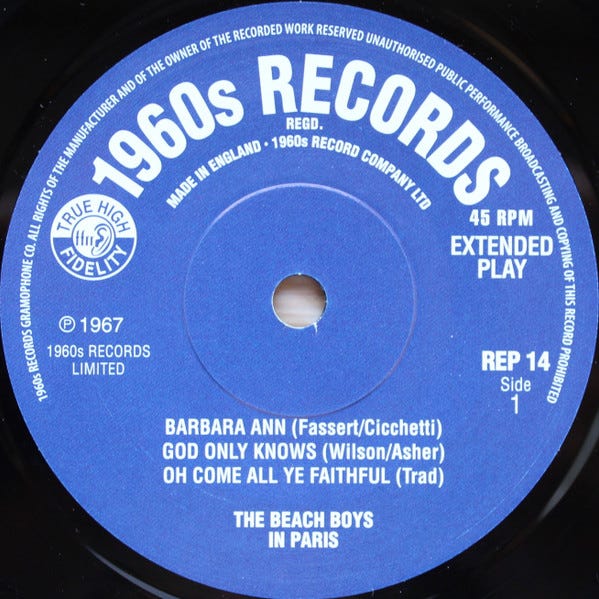 1960s RECORDS GRAMOPHONE CO. ALL RIGHTS OF THE MANUFACTURER AND OF THE OWNER OF THE RECORDED WORK RESERVED UNAUTHORISED PUBLIC PERFORMANCE BROADCASTING AND COPYING OF THIS RECORD PROHIBITED
1960s RECORDS
REGD.
MADE IN ENGLAND • 1960s RECORD COMPANY LTD
TRUE HIGH
FIDELITY
45 RPM
EXTENDED
PLAY
℗ 1967
1960s RECORDS
LIMITED
REP 14
Side
1
BARBARA ANN (Fassert/Cicchetti)
GOD ONLY KNOWS (Wilson/Asher)
OH COME ALL YE FAITHFUL (Trad)
THE BEACH BOYS
IN PARIS